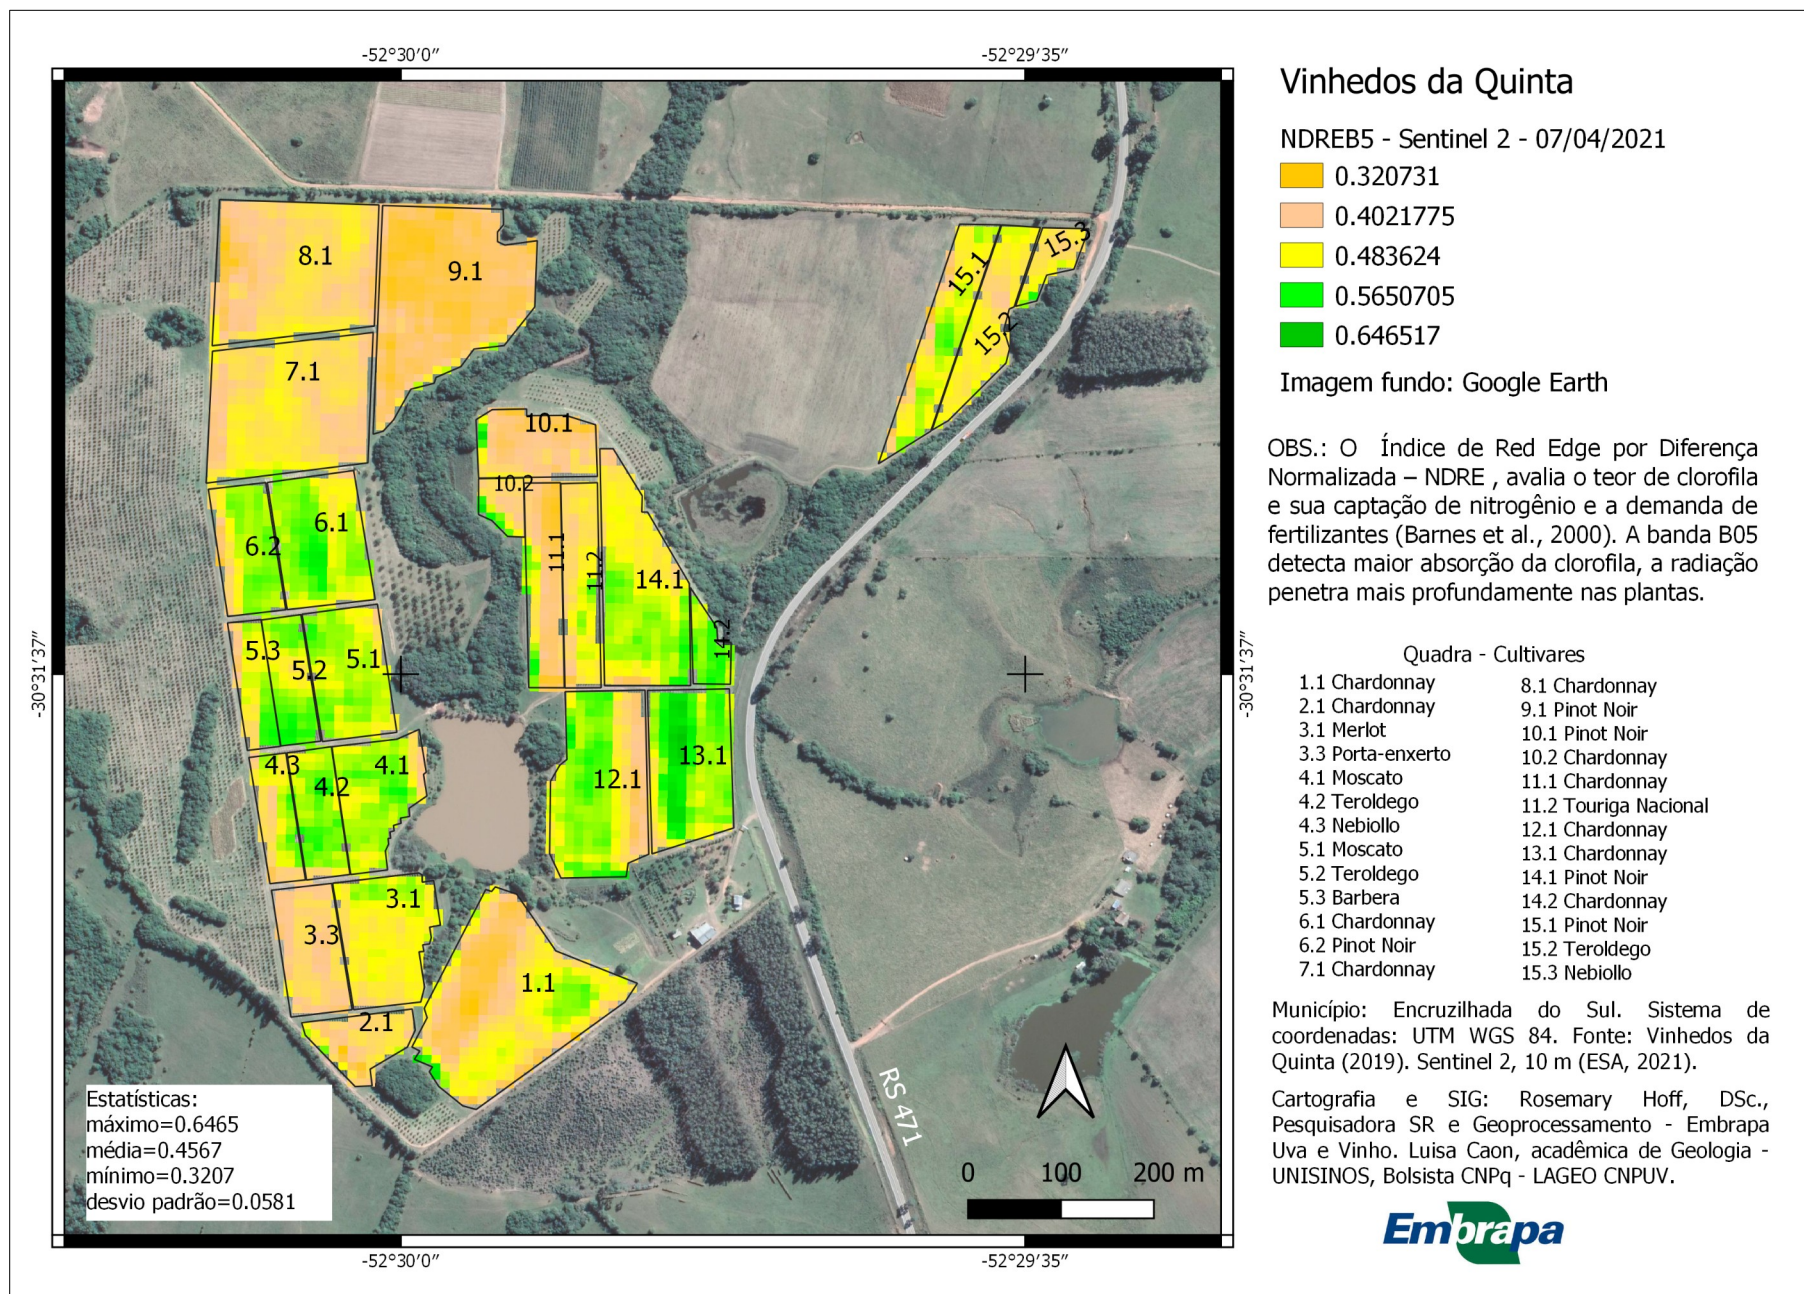 -52°30′0″
-52°29′35″
-30°31′37″
-30°31′37″
-52°30′0″
-52°29′35″
8.1
9.1
15.1
15.2
15.3
7.1
10.1
10.2
6.1
6.2
11.1
11.2
14.1
14.2
5.3
5.2
5.1
4.3
4.2
4.1
12.1
13.1
3.1
3.3
1.1
2.1
RS 471
0 100 200 m
Estatísticas:
máximo=0.6465
média=0.4567
mínimo=0.3207
desvio padrão=0.0581
Vinhedos da Quinta
NDREB5 - Sentinel 2 - 07/04/2021
0.320731
0.4021775
0.483624
0.5650705
0.646517
Imagem fundo: Google Earth
OBS.: O Índice de Red Edge por Diferença
Normalizada – NDRE , avalia o teor de clorofila
e sua captação de nitrogênio e a demanda de
fertilizantes (Barnes et al., 2000). A banda B05
detecta maior absorção da clorofila, a radiação
penetra mais profundamente nas plantas.
Quadra - Cultivares
1.1 Chardonnay
2.1 Chardonnay
3.1 Merlot
3.3 Porta-enxerto
4.1 Moscato
4.2 Teroldego
4.3 Nebiollo
5.1 Moscato
5.2 Teroldego
5.3 Barbera
6.1 Chardonnay
6.2 Pinot Noir
7.1 Chardonnay
8.1 Chardonnay
9.1 Pinot Noir
10.1 Pinot Noir
10.2 Chardonnay
11.1 Chardonnay
11.2 Touriga Nacional
12.1 Chardonnay
13.1 Chardonnay
14.1 Pinot Noir
14.2 Chardonnay
15.1 Pinot Noir
15.2 Teroldego
15.3 Nebiollo
Município: Encruzilhada do Sul. Sistema de
coordenadas: UTM WGS 84. Fonte: Vinhedos da
Quinta (2019). Sentinel 2, 10 m (ESA, 2021).
Cartografia e SIG: Rosemary Hoff, DSc.,
Pesquisadora SR e Geoprocessamento - Embrapa
Uva e Vinho. Luisa Caon, acadêmica de Geologia -
UNISINOS, Bolsista CNPq - LAGEO CNPUV.
Embrapa